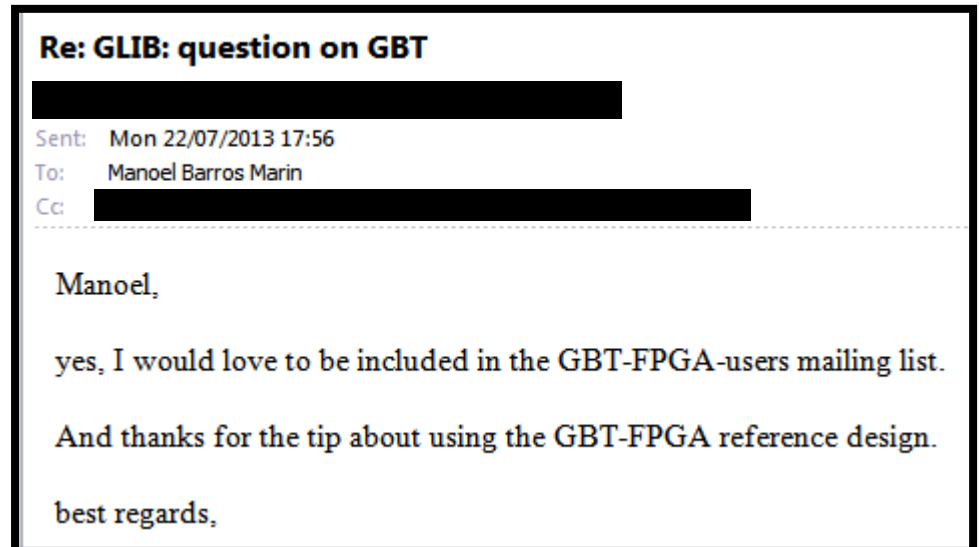 Re: GLIB: question on GBT
Sent: Mon 22/07/2013 17:56
To: Manoel Barros Marin
Cc:
Manoel,
yes, I would love to be included in the GBT-FPGA-users mailing list.
And thanks for the tip about using the GBT-FPGA reference design.
best regards,